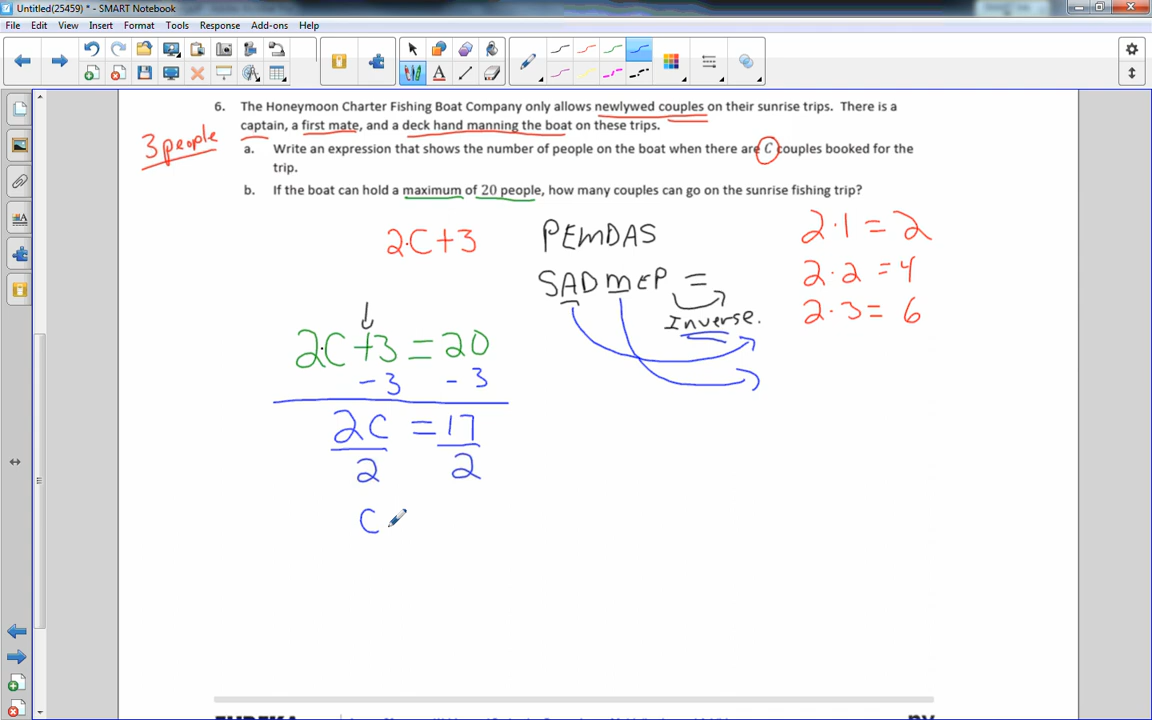 Untitled(25459) * - SMART Notebook
File Edit View Insert Format Tools Response Add-ons Help
6. The Honeymoon Charter Fishing Boat Company only allows newlywed couples on their sunrise trips. There is a
captain, a first mate, and a deck hand manning the boat on these trips.
3 people
a. Write an expression that shows the number of people on the boat when there are C couples booked for the
trip.
b. If the boat can hold a maximum of 20 people, how many couples can go on the sunrise fishing trip?
2·C+3
PEMDAS
2·1 = 2
SADMEP =
2·2 = 4
Inverse.
2·3 = 6
2·C +3 = 20
-3 -3
2C = 17
2 2
C
EUREKA